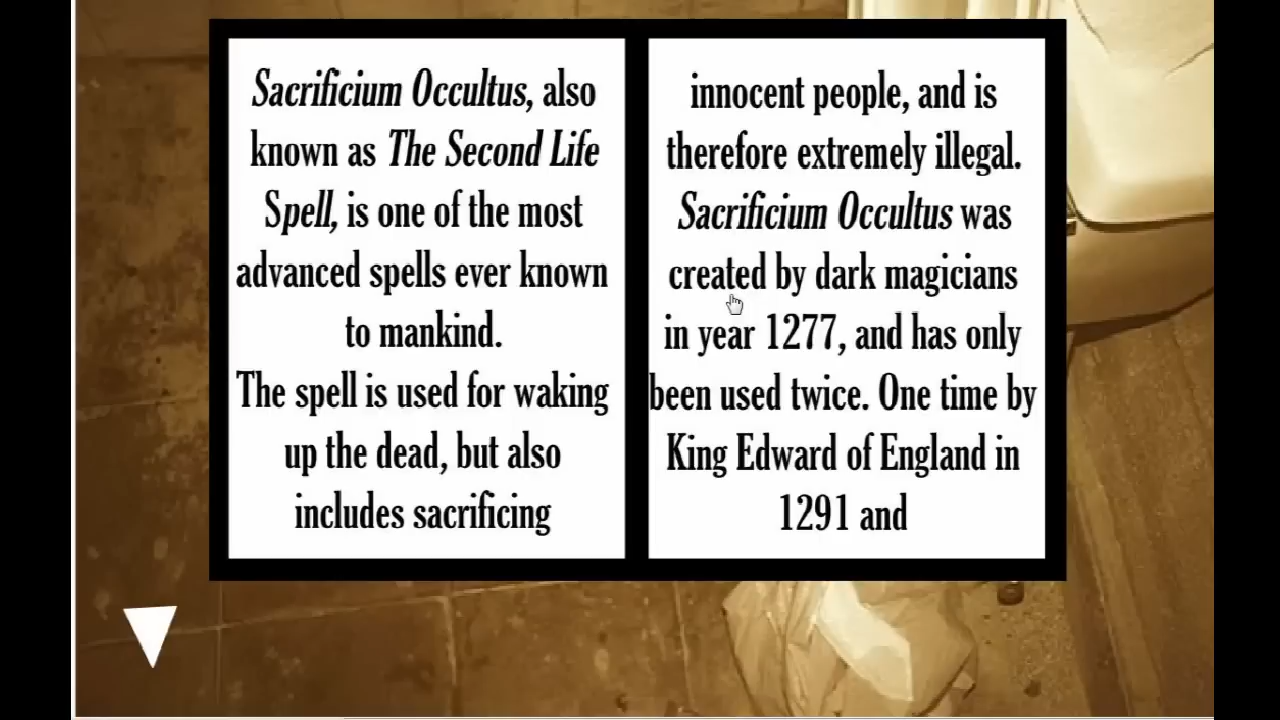 Sacrificium Occultus, also
known as The Second Life
Spell, is one of the most
advanced spells ever known
to mankind.
The spell is used for waking
up the dead, but also
includes sacrificing
innocent people, and is
therefore extremely illegal.
Sacrificium Occultus was
created by dark magicians
in year 1277, and has only
been used twice. One time by
King Edward of England in
1291 and